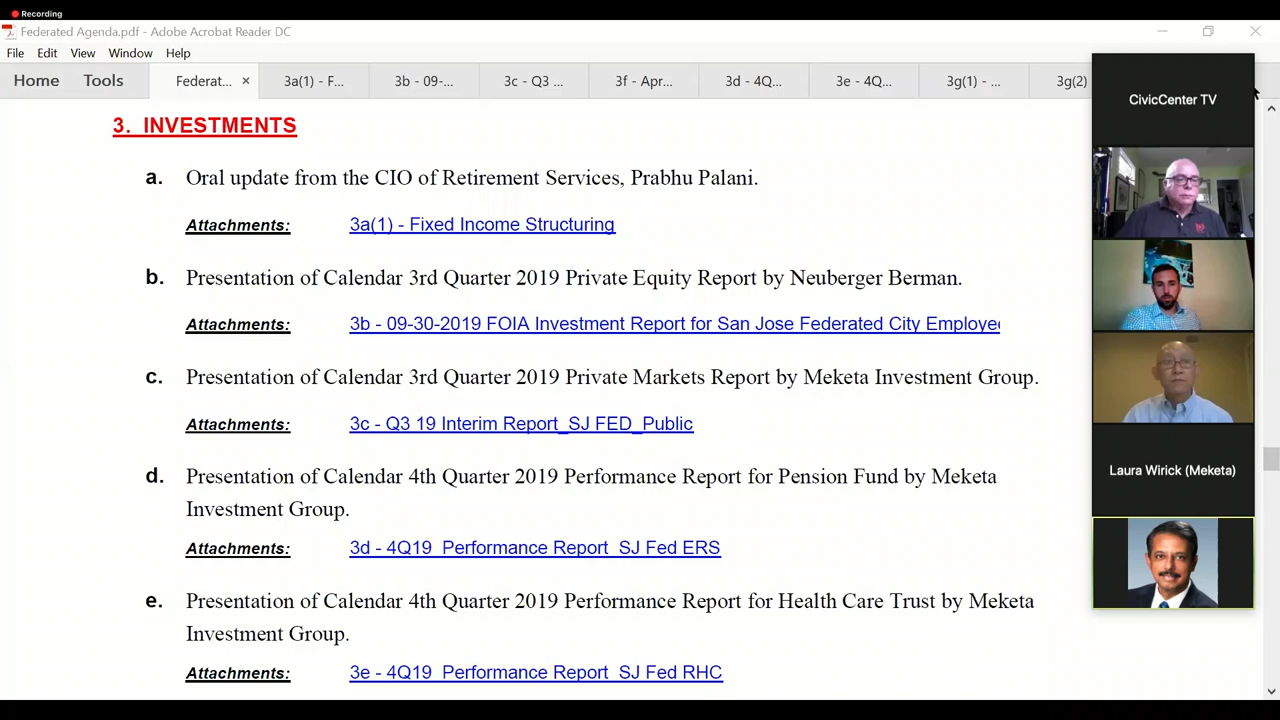 Recording
Federated Agenda.pdf - Adobe Acrobat Reader DC
File Edit View Window Help
Home Tools Federat... × 3a(1) - F... 3b - 09-... 3c - Q3 ... 3f - Apr... 3d - 4Q... 3e - 4Q... 3g(1) - ... 3g(2)
CivicCenter TV
3. INVESTMENTS
a. Oral update from the CIO of Retirement Services, Prabhu Palani.
Attachments: 3a(1) - Fixed Income Structuring
b. Presentation of Calendar 3rd Quarter 2019 Private Equity Report by Neuberger Berman.
Attachments: 3b - 09-30-2019 FOIA Investment Report for San Jose Federated City Employee
c. Presentation of Calendar 3rd Quarter 2019 Private Markets Report by Meketa Investment Group.
Attachments: 3c - Q3 19 Interim Report_SJ FED_Public
Laura Wirick (Meketa)
d. Presentation of Calendar 4th Quarter 2019 Performance Report for Pension Fund by Meketa
Investment Group.
Attachments: 3d - 4Q19 Performance Report SJ Fed ERS
e. Presentation of Calendar 4th Quarter 2019 Performance Report for Health Care Trust by Meketa
Investment Group.
Attachments: 3e - 4Q19 Performance Report SJ Fed RHC